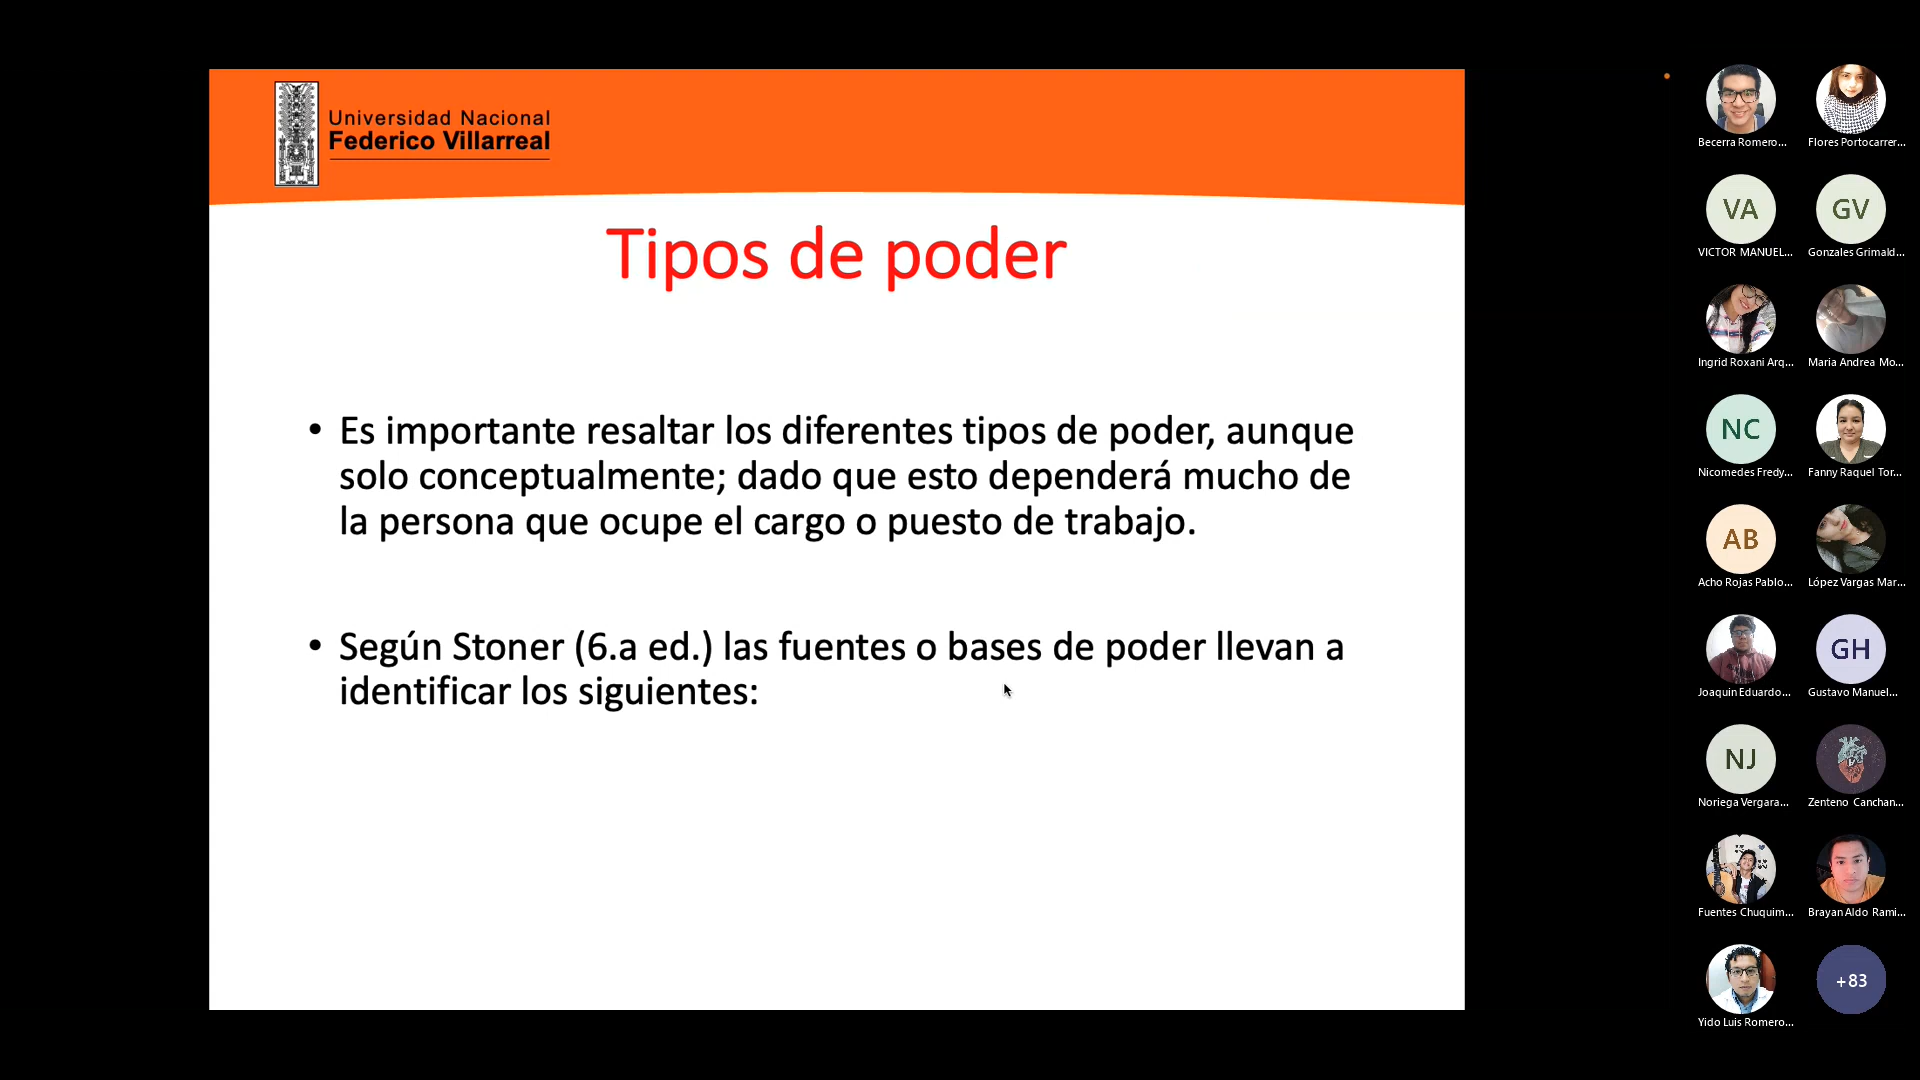 Universidad Nacional
Federico Villarreal
Tipos de poder
• Es importante resaltar los diferentes tipos de poder, aunque
solo conceptualmente; dado que esto dependerá mucho de
la persona que ocupe el cargo o puesto de trabajo.
• Según Stoner (6.a ed.) las fuentes o bases de poder llevan a
identificar los siguientes:
Becerra Romero...
Flores Portocarrer...
VA
VICTOR MANUEL...
GV
Gonzales Grimald...
Ingrid Roxani Arq...
Maria Andrea Mo...
NC
Nicomedes Fredy...
Fanny Raquel Tor...
AB
Acho Rojas Pablo...
López Vargas Mar...
Joaquin Eduardo...
GH
Gustavo Manuel...
NJ
Noriega Vergara...
Zenteno Canchan...
Fuentes Chuquim...
Brayan Aldo Rami...
Yido Luis Romero...
+83